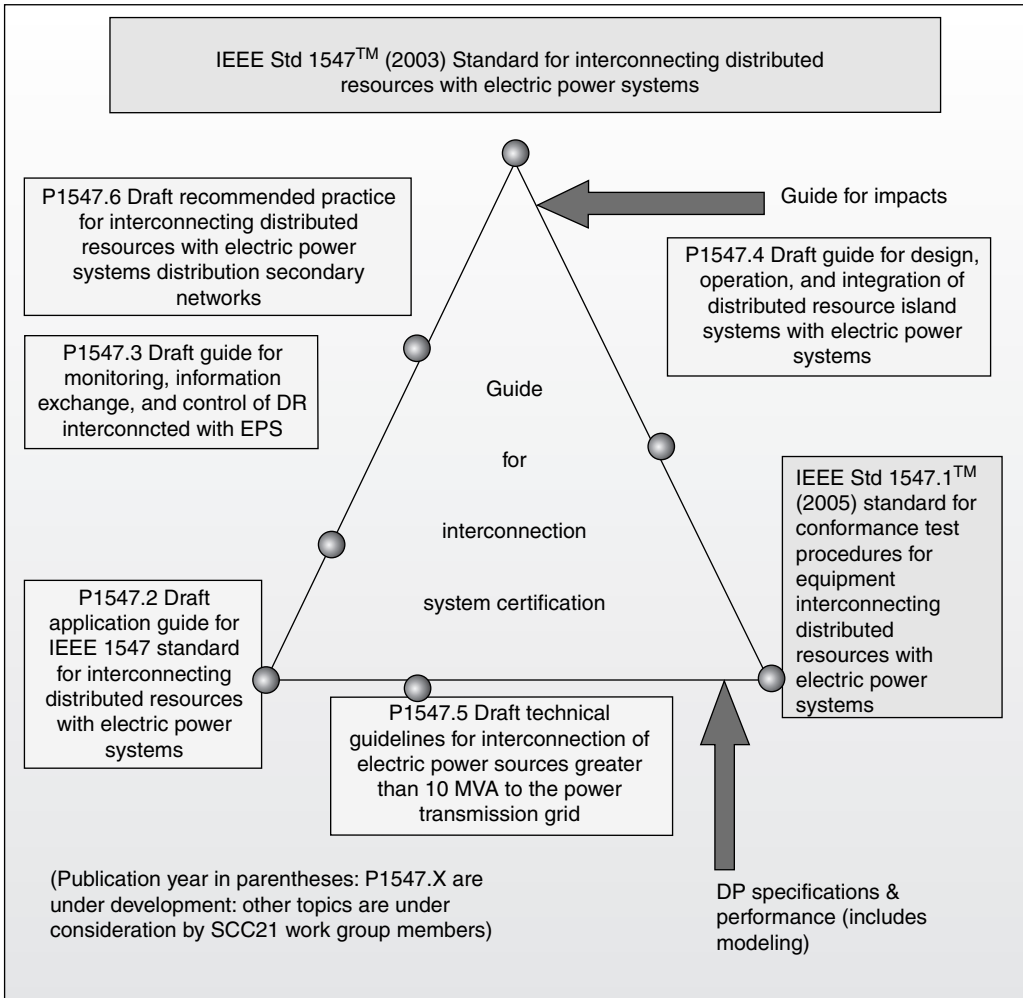 IEEE Std 1547™ (2003) Standard for interconnecting distributed
resources with electric power systems
P1547.6 Draft recommended practice
for interconnecting distributed
resources with electric power
systems distribution secondary
networks
Guide for impacts
P1547.4 Draft guide for design,
operation, and integration of
distributed resource island
systems with electric power
systems
P1547.3 Draft guide for
monitoring, information
exchange, and control of DR
interconncted with EPS
Guide
for
interconnection
system certification
IEEE Std 1547.1™
(2005) standard for
conformance test
procedures for
equipment
interconnecting
distributed
resources with
electric power
systems
P1547.2 Draft
application guide for
IEEE 1547 standard
for interconnecting
distributed resources
with electric power
systems
P1547.5 Draft technical
guidelines for interconnection of
electric power sources greater
than 10 MVA to the power
transmission grid
(Publication year in parentheses: P1547.X are
under development: other topics are under
consideration by SCC21 work group members)
DP specifications &
performance (includes
modeling)